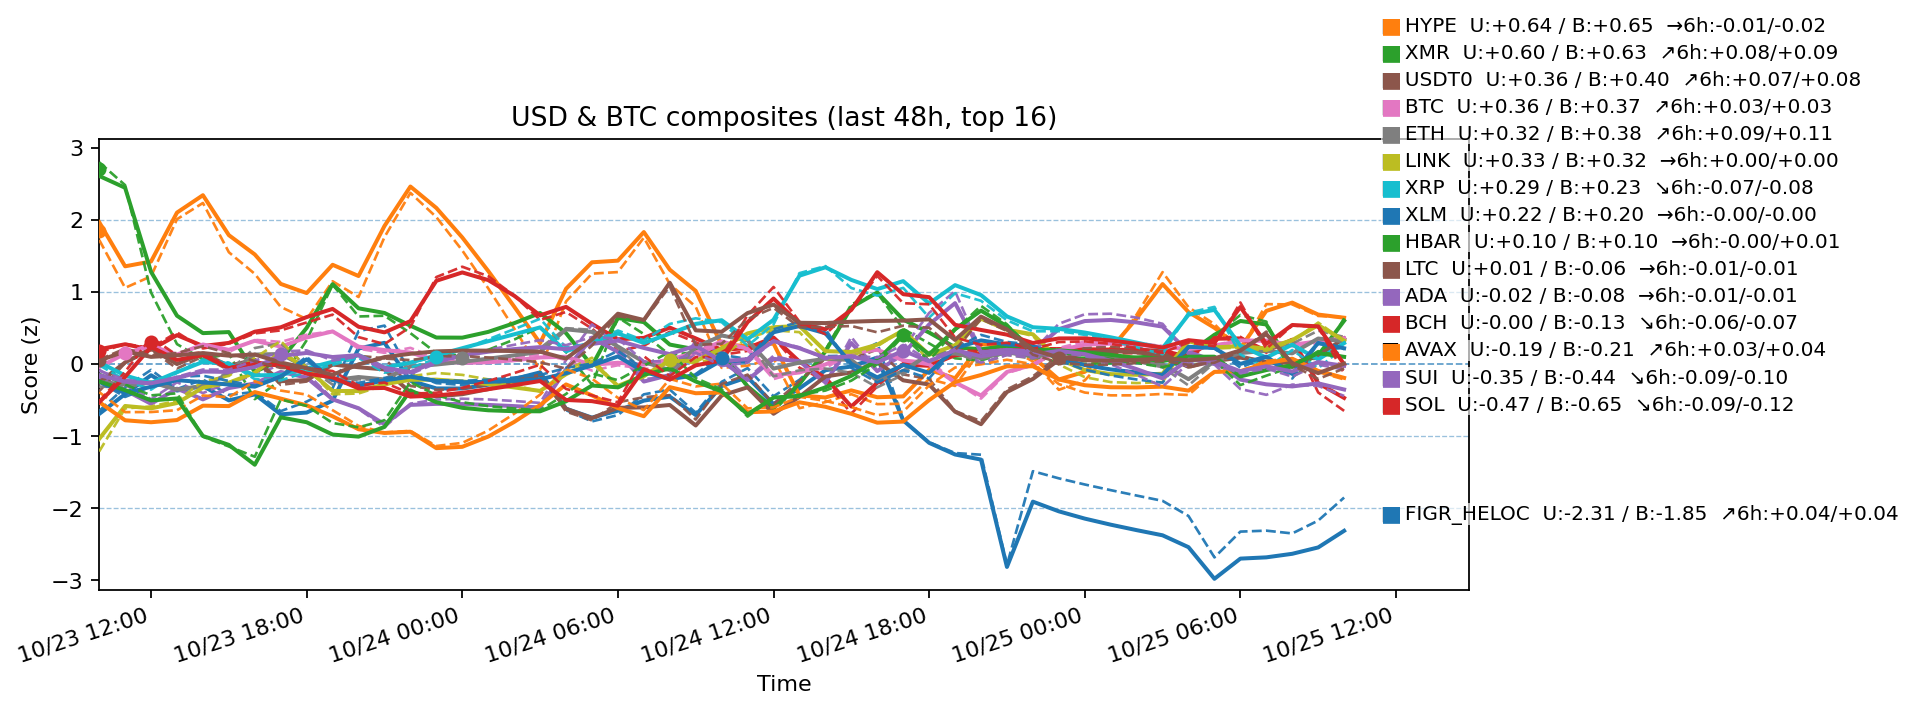 HYPE  U:+0.64 / B:+0.65  →6h:-0.01/-0.02
XMR  U:+0.60 / B:+0.63  ↗6h:+0.08/+0.09
USDT0  U:+0.36 / B:+0.40  ↗6h:+0.07/+0.08
BTC  U:+0.36 / B:+0.37  ↗6h:+0.03/+0.03
ETH  U:+0.32 / B:+0.38  ↗6h:+0.09/+0.11
LINK  U:+0.33 / B:+0.32  →6h:+0.00/+0.00
XRP  U:+0.29 / B:+0.23  ↘6h:-0.07/-0.08
XLM  U:+0.22 / B:+0.20  →6h:-0.00/-0.00
HBAR  U:+0.10 / B:+0.10  →6h:-0.00/+0.01
LTC  U:+0.01 / B:-0.06  →6h:-0.01/-0.01
ADA  U:-0.02 / B:-0.08  →6h:-0.01/-0.01
BCH  U:-0.00 / B:-0.13  ↘6h:-0.06/-0.07
AVAX  U:-0.19 / B:-0.21  ↗6h:+0.03/+0.04
SUI  U:-0.35 / B:-0.44  ↘6h:-0.09/-0.10
SOL  U:-0.47 / B:-0.65  ↘6h:-0.09/-0.12
FIGR_HELOC  U:-2.31 / B:-1.85  ↗6h:+0.04/+0.04
USD & BTC composites (last 48h, top 16)
Score (z)
3
2
1
0
−1
−2
−3
10/23 12:00
10/23 18:00
10/24 00:00
10/24 06:00
10/24 12:00
10/24 18:00
10/25 00:00
10/25 06:00
10/25 12:00
Time